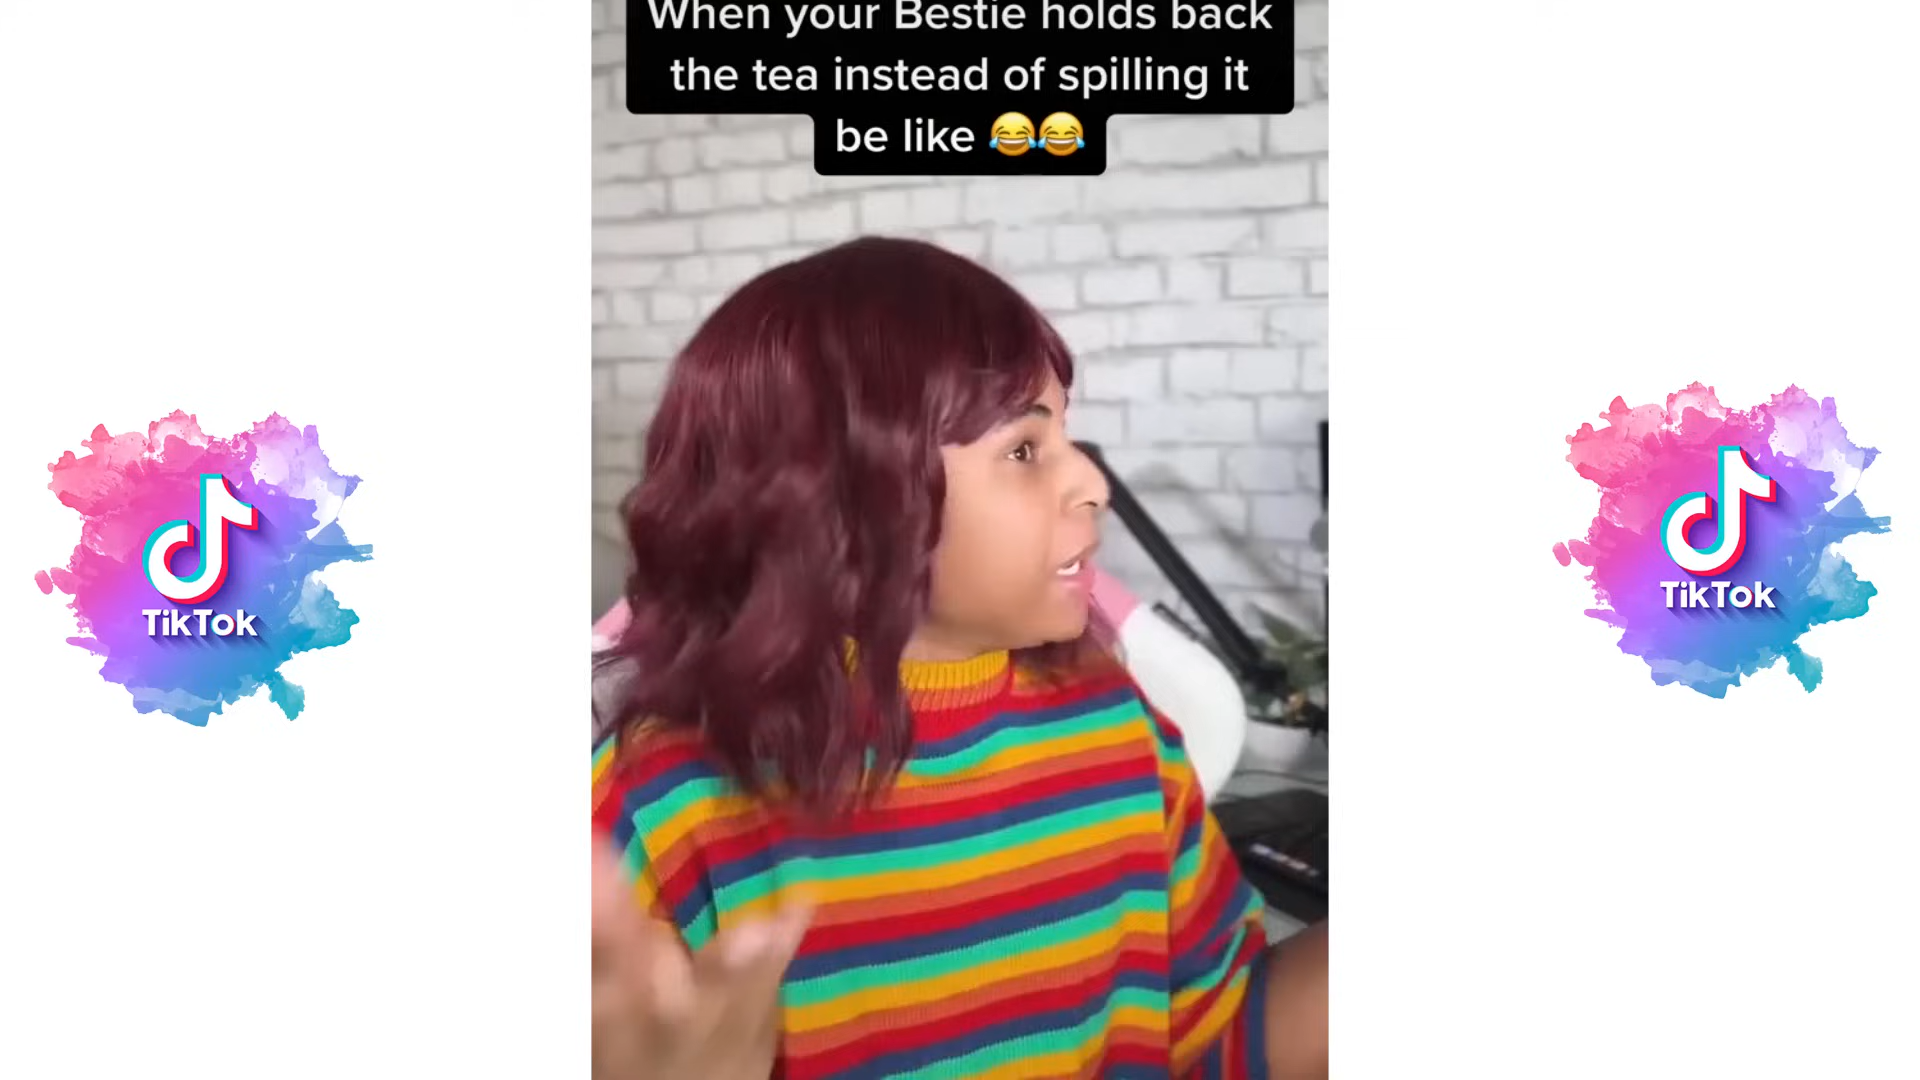 When your Bestie holds back
the tea instead of spilling it
be like 😂😂
TikTok
TikTok